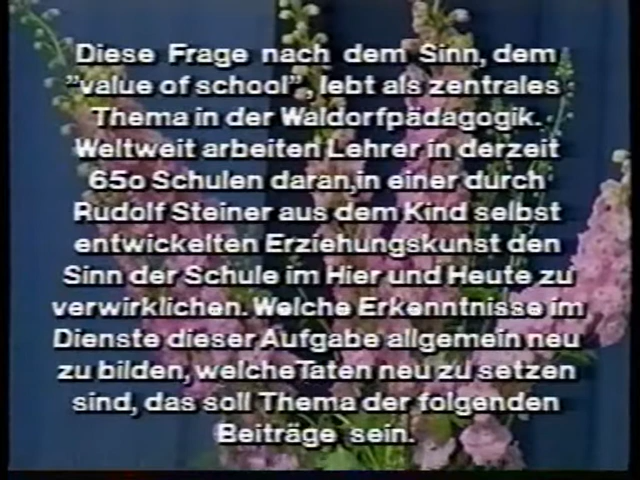 Diese Frage nach dem Sinn, dem
"value of school", lebt als zentrales
Thema in der Waldorfpädagogik.
Weltweit arbeiten Lehrer in derzeit
65o Schulen daran,in einer durch
Rudolf Steiner aus dem Kind selbst
entwickelten Erziehungskunst den
Sinn der Schule im Hier und Heute zu
verwirklichen. Welche Erkenntnisse im
Dienste dieser Aufgabe allgemein neu
zu bilden, welche Taten neu zu setzen
sind, das soll Thema der folgenden
Beiträge sein.